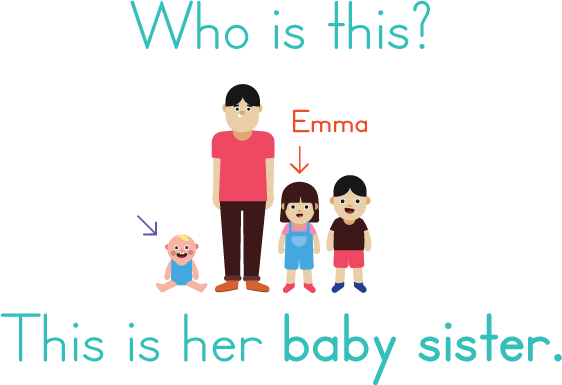 Who is this?
Emma
This is her baby sister.